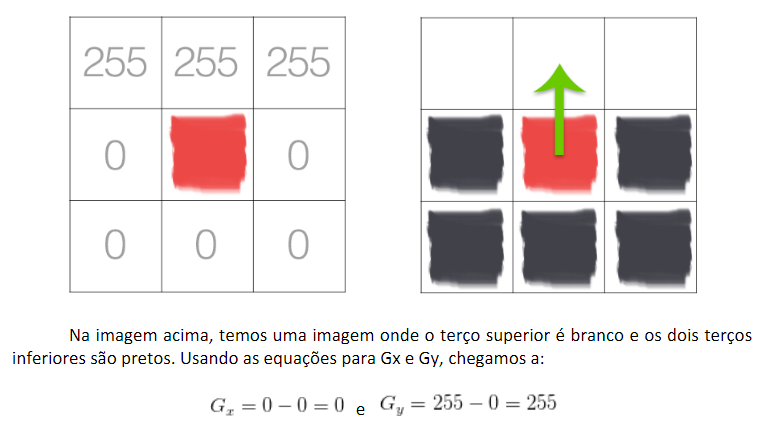 255 255 255
0 0
0 0 0
Na imagem acima, temos uma imagem onde o terço superior é branco e os dois terços
inferiores são pretos. Usando as equações para Gx e Gy, chegamos a:
G_x = 0 − 0 = 0 e G_y = 255 − 0 = 255